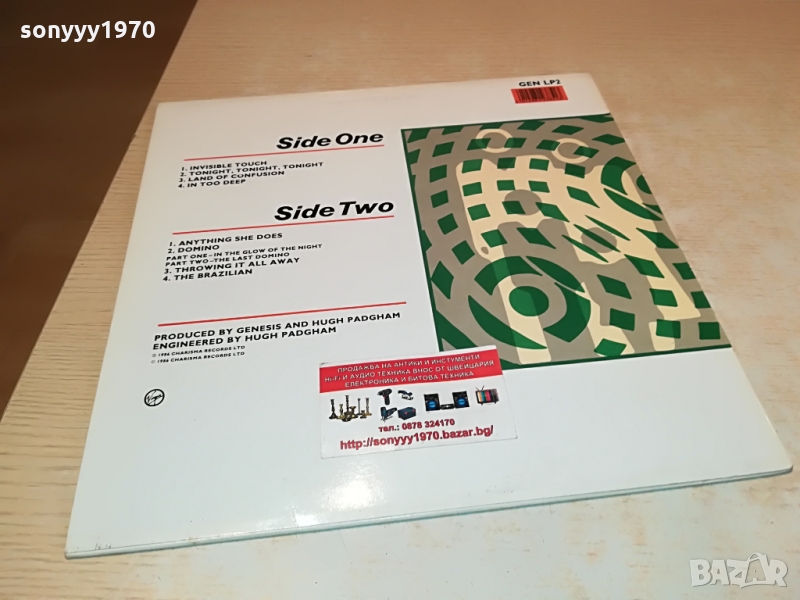 sonyyy1970
GEN LP2
Side One
1. INVISIBLE TOUCH
2. TONIGHT, TONIGHT, TONIGHT
3. LAND OF CONFUSION
4. IN TOO DEEP
Side Two
1. ANYTHING SHE DOES
2. DOMINO
PART ONE – IN THE GLOW OF THE NIGHT
PART TWO – THE LAST DOMINO
3. THROWING IT ALL AWAY
4. THE BRAZILIAN
PRODUCED BY GENESIS AND HUGH PADGHAM
ENGINEERED BY HUGH PADGHAM
℗ 1986 CHARISMA RECORDS LTD
© 1986 CHARISMA RECORDS LTD
Virgin
ПРОДАЖБА НА АНТИКИ И ИНСТУМЕНТИ
Hi-Fi И АУДИО ТЕХНИКА ВНОС ОТ ШВЕЙЦАРИЯ
ЕЛЕКТРОНИКА И БИТОВА ТЕХНИКА
тел.: 0878 324170
http://sonyyy1970.bazar.bg/
BAZAR